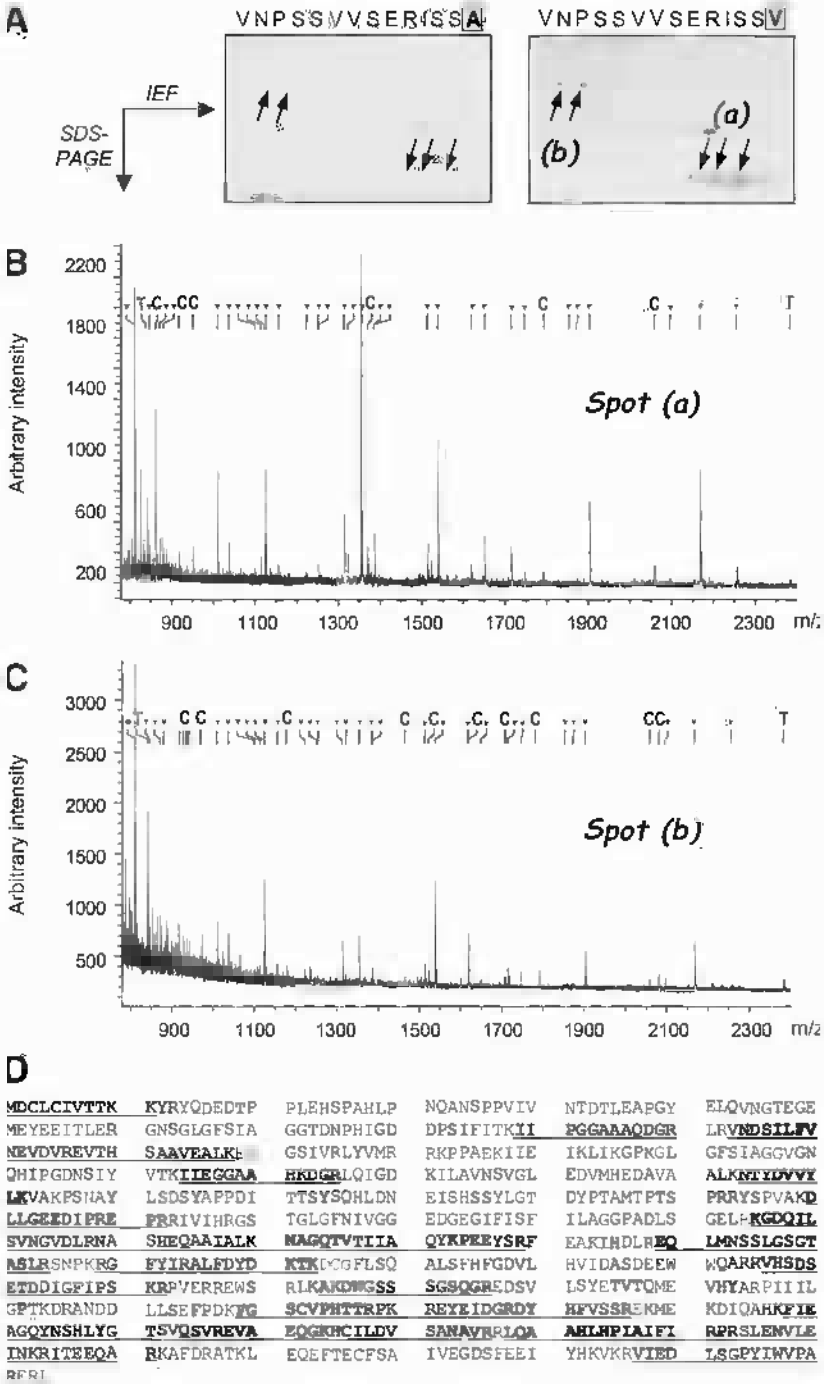 A
VNPSSVVSERISSA VNPSSVVSERISSV
IEF
SDS-
PAGE
(a)
(b)
B
2200
1800
1400
1000
600
200
Arbitrary intensity
C C C C C C T
Spot (a)
900 1100 1300 1500 1700 1900 2100 2300 m/z
C
3000
2500
2000
1500
1000
500
Arbitrary intensity
T C C C C C C C C CC T
Spot (b)
900 1100 1300 1500 1700 1900 2100 2300 m/z
D
MDCLCIVTTK KYRYQDEDTP PLEHSPAHLP NQANSPPVIV NTDTLEAPGY ELQVNGTEGE
MEYEEITLER GNSGLGFSIA GGTDNPHIGD DPSIFITKII PGGAAAQDGR LRVNDSILFV
NEVDVREVTH SAAVEALK GSIVRLYVMR RKPPAEKIIE IKLIKGPKGL GFSIAGGVGN
QHIPGDNSIY VTKIIEGGAA HKDGRLQIGD KILAVNSVGL EDVMHEDAVA ALKNTYDVVY
LKVAKPSNAY LSDSYAPPDI TTSYSQHLDN EISHSSYLGT DYPTAMTPTS PRRYSPVAKD
LLGEEDIPRE PRRIVIHRGS TGLGFNIVGG EDGEGIFISF ILAGGPADLS GELRKGDQIL
SVNGVDLRNA SHEQAAIALK NAGQTVTIIA QYKPEEYSRF EAKIHDLREQ LMNSSLGSGT
ASLRSNPKRG FYIRALFDYD KTKDCGFLSQ ALSFHFGDVL HVIDASDEEW WQARRVHSDS
ETDDIGFIPS KRPVERREWS RLKAKDWGSS SGSQGREDSV LSYETVTQME VHYARPIIIL
GPTKDRANDD LLSEFPDKFG SCVPHTTRPK REYEIDGRDY HFVSSREKME KDIQAHKFIE
AGQYNSHLYG TSVQSVREVA EQGKHCILDV SANAVRRLQA AHLHPIAIFI RPRSLENVLE
INKRITEEQA RKAFDRATKL EQEFTECFSA IVEGDSFEEI YHKVKRVIED LSGPYIWVPA
RERL